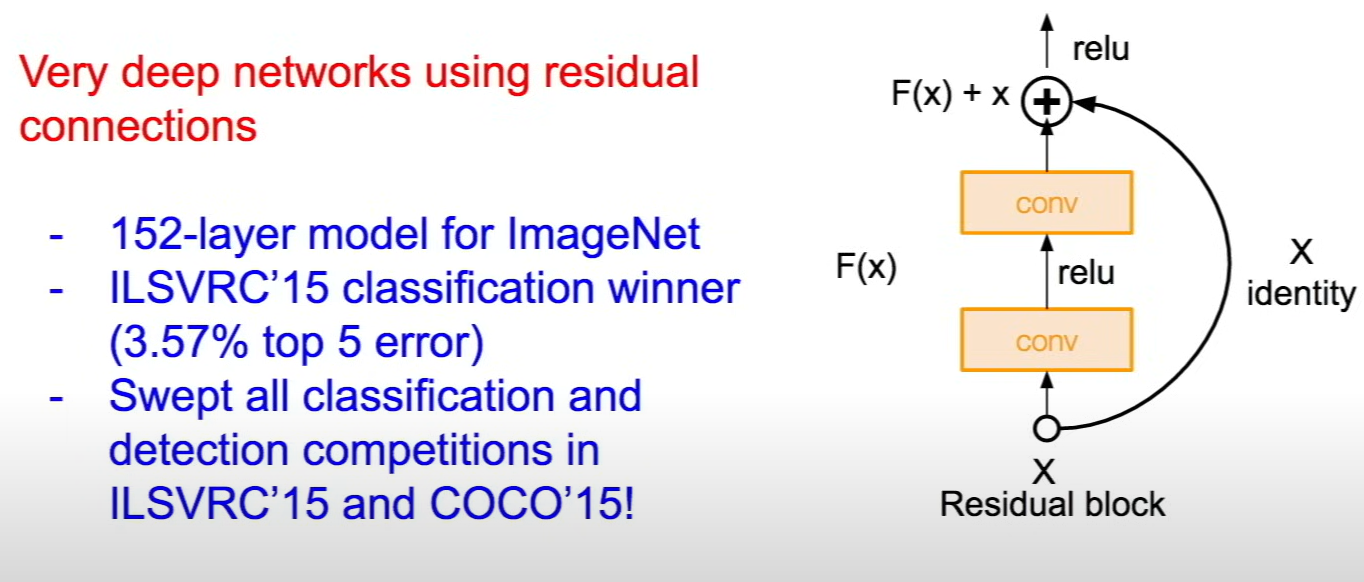 Very deep networks using residual
connections
- 152-layer model for ImageNet
- ILSVRC’15 classification winner
(3.57% top 5 error)
- Swept all classification and
detection competitions in
ILSVRC’15 and COCO’15!
relu
F(x) + x
conv
F(x)
relu
X
identity
conv
X
Residual block